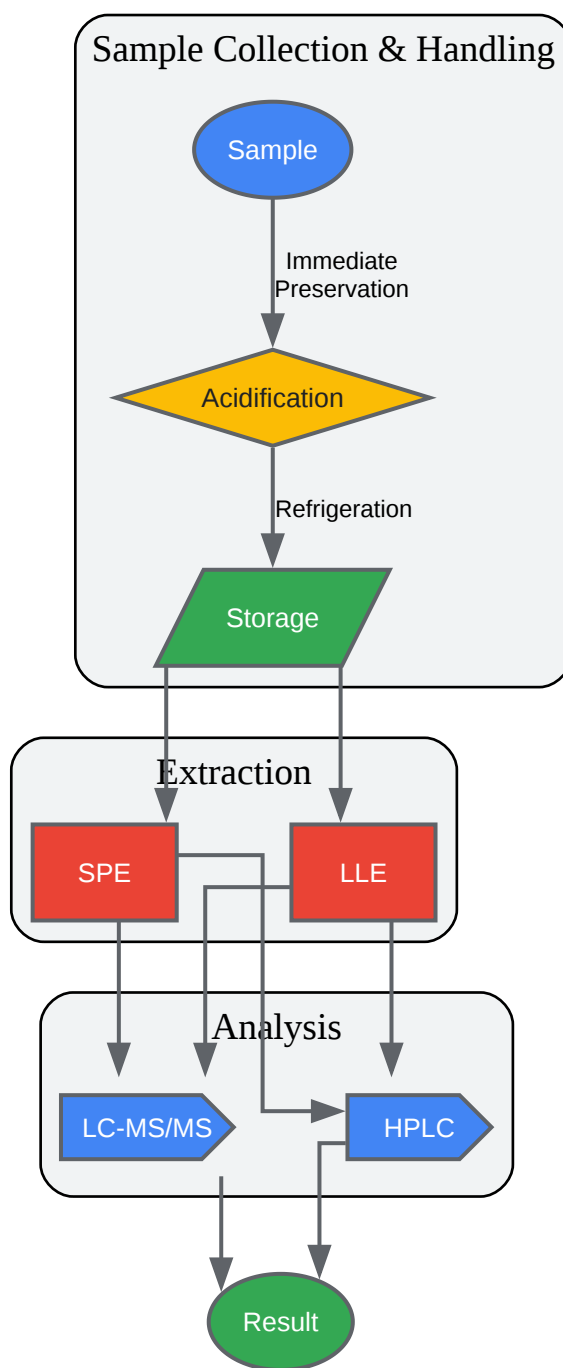 Sample Collection & Handling
Sample
Immediate
Preservation
Acidification
Refrigeration
Storage
Extraction
SPE
LLE
Analysis
LC-MS/MS
HPLC
Result